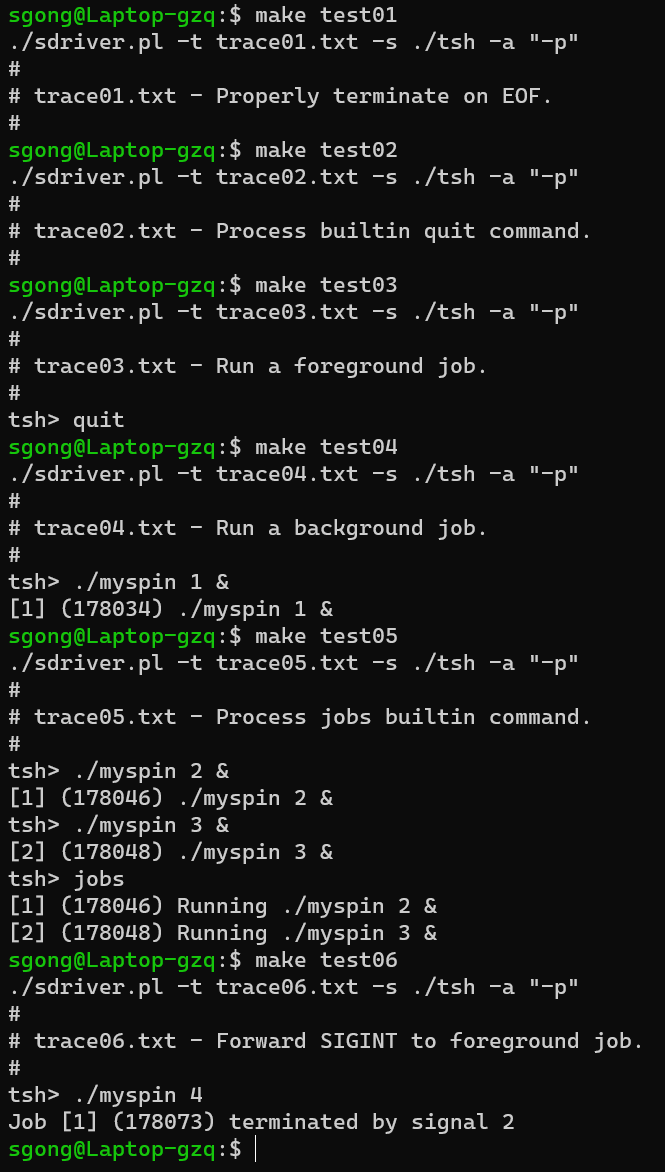 sgong@Laptop-gzq:$ make test01
./sdriver.pl -t trace01.txt -s ./tsh -a "-p"
#
# trace01.txt - Properly terminate on EOF.
#
sgong@Laptop-gzq:$ make test02
./sdriver.pl -t trace02.txt -s ./tsh -a "-p"
#
# trace02.txt - Process builtin quit command.
#
sgong@Laptop-gzq:$ make test03
./sdriver.pl -t trace03.txt -s ./tsh -a "-p"
#
# trace03.txt - Run a foreground job.
#
tsh> quit
sgong@Laptop-gzq:$ make test04
./sdriver.pl -t trace04.txt -s ./tsh -a "-p"
#
# trace04.txt - Run a background job.
#
tsh> ./myspin 1 &
[1] (178034) ./myspin 1 &
sgong@Laptop-gzq:$ make test05
./sdriver.pl -t trace05.txt -s ./tsh -a "-p"
#
# trace05.txt - Process jobs builtin command.
#
tsh> ./myspin 2 &
[1] (178046) ./myspin 2 &
tsh> ./myspin 3 &
[2] (178048) ./myspin 3 &
tsh> jobs
[1] (178046) Running ./myspin 2 &
[2] (178048) Running ./myspin 3 &
sgong@Laptop-gzq:$ make test06
./sdriver.pl -t trace06.txt -s ./tsh -a "-p"
#
# trace06.txt - Forward SIGINT to foreground job.
#
tsh> ./myspin 4
Job [1] (178073) terminated by signal 2
sgong@Laptop-gzq:$